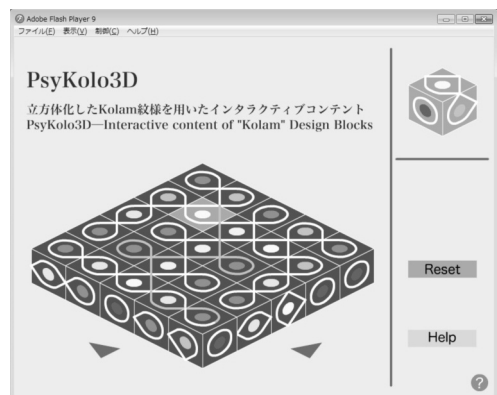 Adobe Flash Player 9
ファイル(F) 表示(V) 制御(C) ヘルプ(H)
PsyKolo3D
立方体化したKolam紋様を用いたインタラクティブコンテント
PsyKolo3D—Interactive content of "Kolam" Design Blocks
Reset
Help
?